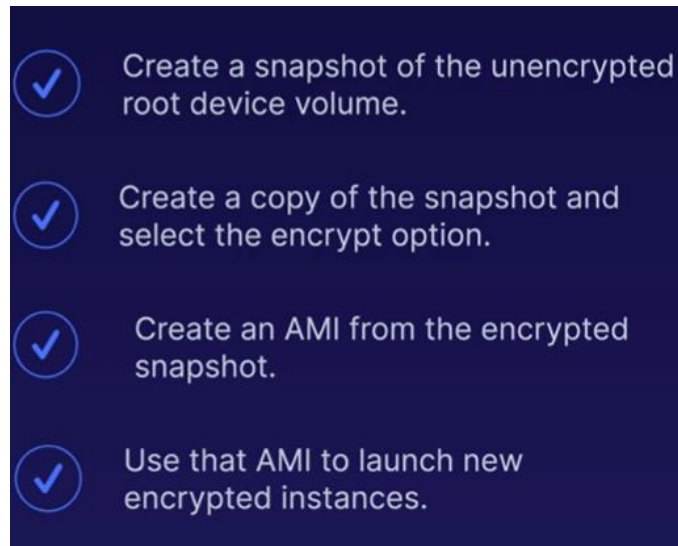 Create a snapshot of the unencrypted
root device volume.
Create a copy of the snapshot and
select the encrypt option.
Create an AMI from the encrypted
snapshot.
Use that AMI to launch new
encrypted instances.